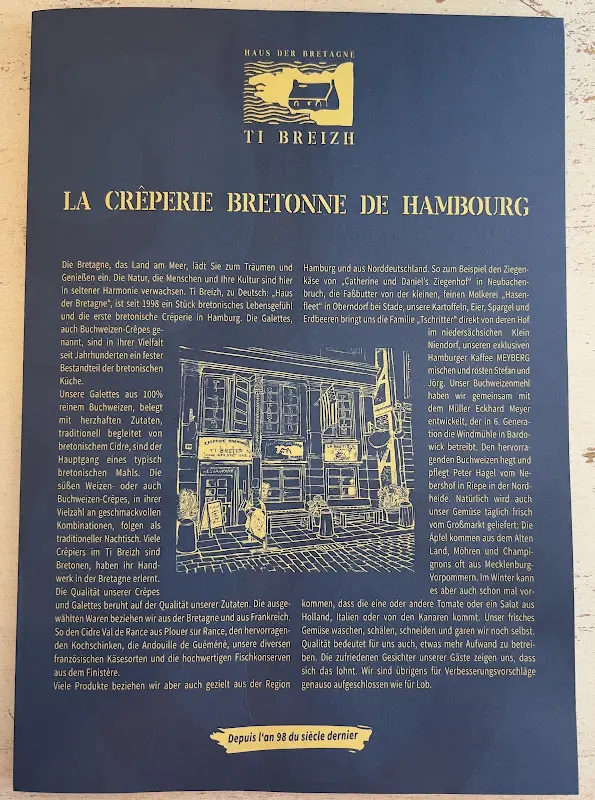 HAUS DER BRETAGNE
TI BREIZH
LA CRÊPERIE BRETONNE DE HAMBOURG
Die Bretagne, das Land am Meer, lädt Sie zum Träumen und
Genießen ein. Die Natur, die Menschen und Ihre Kultur sind hier
in seltener Harmonie verwachsen. Ti Breizh, zu Deutsch: „Haus
der Bretagne“, ist seit 1998 ein Stück bretonisches Lebensgefühl
und die erste bretonische Crêperie in Hamburg. Die Galettes,
auch Buchweizen-Crêpes ge-
nannt, sind in Ihrer Vielfalt
seit Jahrhunderten ein fester
Bestandteil der bretonischen
Küche.
Unsere Galettes aus 100%
reinem Buchweizen, belegt
mit herzhaften Zutaten,
traditionell begleitet von
bretonischem Cidre, sind der
Hauptgang eines typisch
bretonischen Mahls. Die
süßen Weizen- oder auch
Buchweizen-Crêpes, in ihrer
Vielzahl an geschmackvollen
Kombinationen, folgen als
traditioneller Nachtisch. Viele
Crêpiers im Ti Breizh sind
Bretonen, haben ihr Hand-
werk in der Bretagne erlernt.
Die Qualität unserer Crêpes
und Galettes beruht auf der Qualität unserer Zutaten. Die ausge-
wählten Waren beziehen wir aus der Bretagne und aus Frankreich.
So den Cidre Val de Rance aus Plouer sur Rance, den hervorragen-
den Kochschinken, die Andouille de Guéméné, unsere diversen
französischen Käsesorten und die hochwertigen Fischkonserven
aus dem Finistère.
Viele Produkte beziehen wir aber auch gezielt aus der Region
Hamburg und aus Norddeutschland. So zum Beispiel den Ziegen-
käse von „Catherine und Daniel's Ziegenhof“ in Neubachen-
bruch, die Faßbutter von der kleinen, feinen Molkerei „Hasen-
fleet“ in Oberndorf bei Stade, unsere Kartoffeln, Eier, Spargel und
Erdbeeren bringt uns die Familie „Tschritter“ direkt von deren Hof
in niedersächsischen Klein
Niendorf, unseren exklusiven
Hamburger Kaffee MEYBERG
mischen und rösten Stefan und
Jörg. Unser Buchweizenmehl
haben wir gemeinsam mit
dem Müller Eckhard Meyer
entwickelt, der in 6. Genera-
tion die Windmühle in Bardo-
wick betreibt. Den hervorra-
genden Buchweizen hegt und
pflegt Peter Hagel vom Ne-
bershof in Riepe in der Nord-
heide. Natürlich wird auch
unser Gemüse täglich frisch
vom Großmarkt geliefert: Die
Äpfel kommen aus dem Alten
Land, Möhren und Champi-
gnons oft aus Mecklenburg-
Vorpommern. Im Winter kann
es aber auch schon mal vor-
kommen, dass die eine oder andere Tomate oder ein Salat aus
Holland, Italien oder von den Kanaren kommt. Unser frisches
Gemüse waschen, schälen, schneiden und garen wir noch selbst.
Qualität bedeutet für uns auch, etwas mehr Aufwand zu betrei-
ben. Die zufriedenen Gesichter unserer Gäste zeigen uns, dass
sich das lohnt. Wir sind übrigens für Verbesserungsvorschläge
genauso aufgeschlossen wie für Lob.
CRÊPERIE BRETONNE
TI BREIZH
RESTAURANT
Depuis l'an 98 du siècle dernier